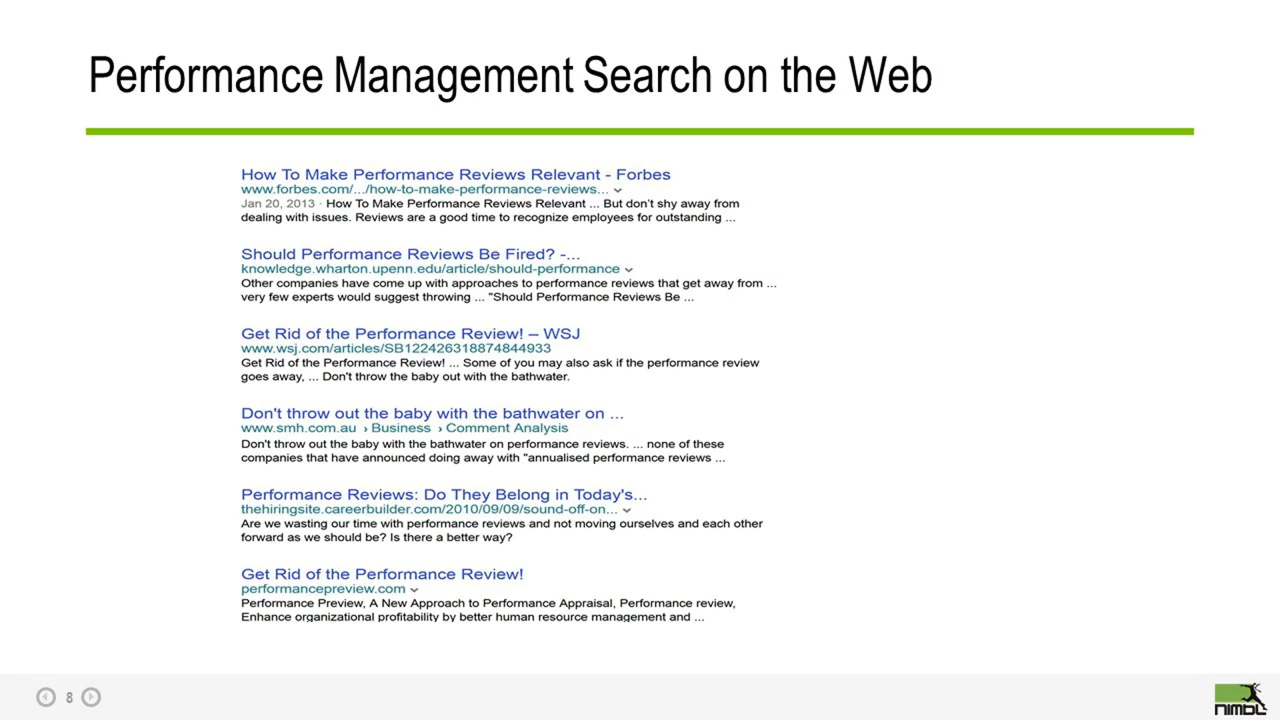 Performance Management Search on the Web
How To Make Performance Reviews Relevant - Forbes
www.forbes.com/.../how-to-make-performance-reviews...
Jan 20, 2013 · How To Make Performance Reviews Relevant ... But don't shy away from
dealing with issues. Reviews are a good time to recognize employees for outstanding ...
Should Performance Reviews Be Fired? -...
knowledge.wharton.upenn.edu/article/should-performance
Other companies have come up with approaches to performance reviews that get away from ...
very few experts would suggest throwing ... "Should Performance Reviews Be ...
Get Rid of the Performance Review! – WSJ
www.wsj.com/articles/SB122426318874844933
Get Rid of the Performance Review! ... Some of you may also ask if the performance review
goes away, ... Don't throw the baby out with the bathwater.
Don't throw out the baby with the bathwater on ...
www.smh.com.au › Business › Comment Analysis
Don't throw out the baby with the bathwater on performance reviews. ... none of these
companies that have announced doing away with "annualised performance reviews ...
Performance Reviews: Do They Belong in Today's...
thehiringsite.careerbuilder.com/2010/09/09/sound-off-on...
Are we wasting our time with performance reviews and not moving ourselves and each other
forward as we should be? Is there a better way?
Get Rid of the Performance Review!
performancepreview.com
Performance Preview, A New Approach to Performance Appraisal, Performance review,
Enhance organizational profitability by better human resource management and ...
8
NIMBL